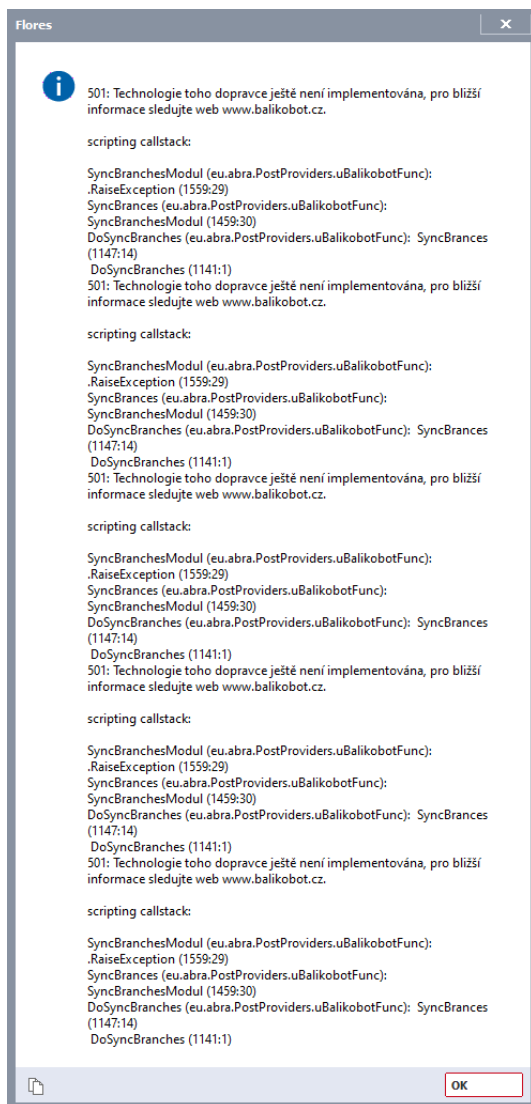 Flores
501: Technologie toho dopravce ještě není implementována, pro bližší
informace sledujte web www.balikobot.cz.
scripting callstack:
SyncBranchesModul (eu.abra.PostProviders.uBalikobotFunc):
.RaiseException (1559:29)
SyncBrances (eu.abra.PostProviders.uBalikobotFunc):
SyncBranchesModul (1459:30)
DoSyncBranches (eu.abra.PostProviders.uBalikobotFunc):  SyncBrances
(1147:14)
DoSyncBranches (1141:1)
501: Technologie toho dopravce ještě není implementována, pro bližší
informace sledujte web www.balikobot.cz.
scripting callstack:
SyncBranchesModul (eu.abra.PostProviders.uBalikobotFunc):
.RaiseException (1559:29)
SyncBrances (eu.abra.PostProviders.uBalikobotFunc):
SyncBranchesModul (1459:30)
DoSyncBranches (eu.abra.PostProviders.uBalikobotFunc):  SyncBrances
(1147:14)
DoSyncBranches (1141:1)
501: Technologie toho dopravce ještě není implementována, pro bližší
informace sledujte web www.balikobot.cz.
scripting callstack:
SyncBranchesModul (eu.abra.PostProviders.uBalikobotFunc):
.RaiseException (1559:29)
SyncBrances (eu.abra.PostProviders.uBalikobotFunc):
SyncBranchesModul (1459:30)
DoSyncBranches (eu.abra.PostProviders.uBalikobotFunc):  SyncBrances
(1147:14)
DoSyncBranches (1141:1)
501: Technologie toho dopravce ještě není implementována, pro bližší
informace sledujte web www.balikobot.cz.
scripting callstack:
SyncBranchesModul (eu.abra.PostProviders.uBalikobotFunc):
.RaiseException (1559:29)
SyncBrances (eu.abra.PostProviders.uBalikobotFunc):
SyncBranchesModul (1459:30)
DoSyncBranches (eu.abra.PostProviders.uBalikobotFunc):  SyncBrances
(1147:14)
DoSyncBranches (1141:1)
501: Technologie toho dopravce ještě není implementována, pro bližší
informace sledujte web www.balikobot.cz.
scripting callstack:
SyncBranchesModul (eu.abra.PostProviders.uBalikobotFunc):
.RaiseException (1559:29)
SyncBrances (eu.abra.PostProviders.uBalikobotFunc):
SyncBranchesModul (1459:30)
DoSyncBranches (eu.abra.PostProviders.uBalikobotFunc):  SyncBrances
(1147:14)
DoSyncBranches (1141:1)
OK